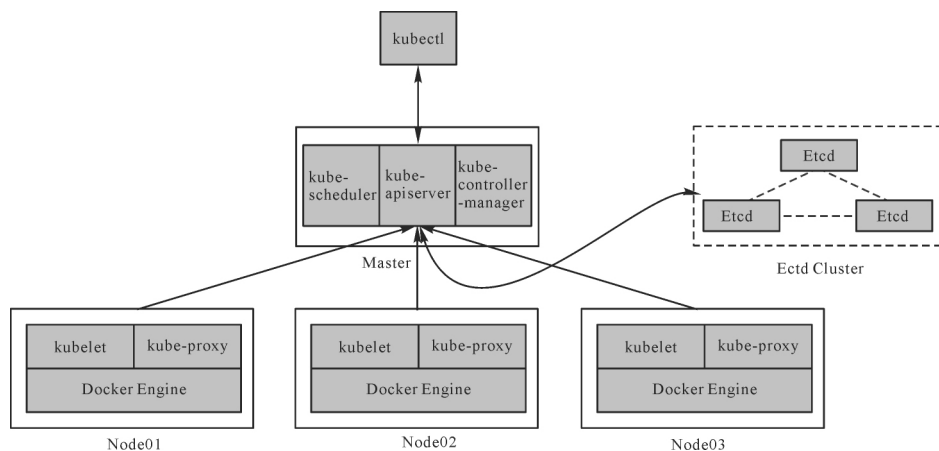 kubectl
kube-
scheduler
kube-
apiserver
kube-
controller
-manager
Master
Etcd
Etcd
Etcd
Ectd Cluster
kubelet
kube-proxy
Docker Engine
Node01
kubelet
kube-proxy
Docker Engine
Node02
kubelet
kube-proxy
Docker Engine
Node03